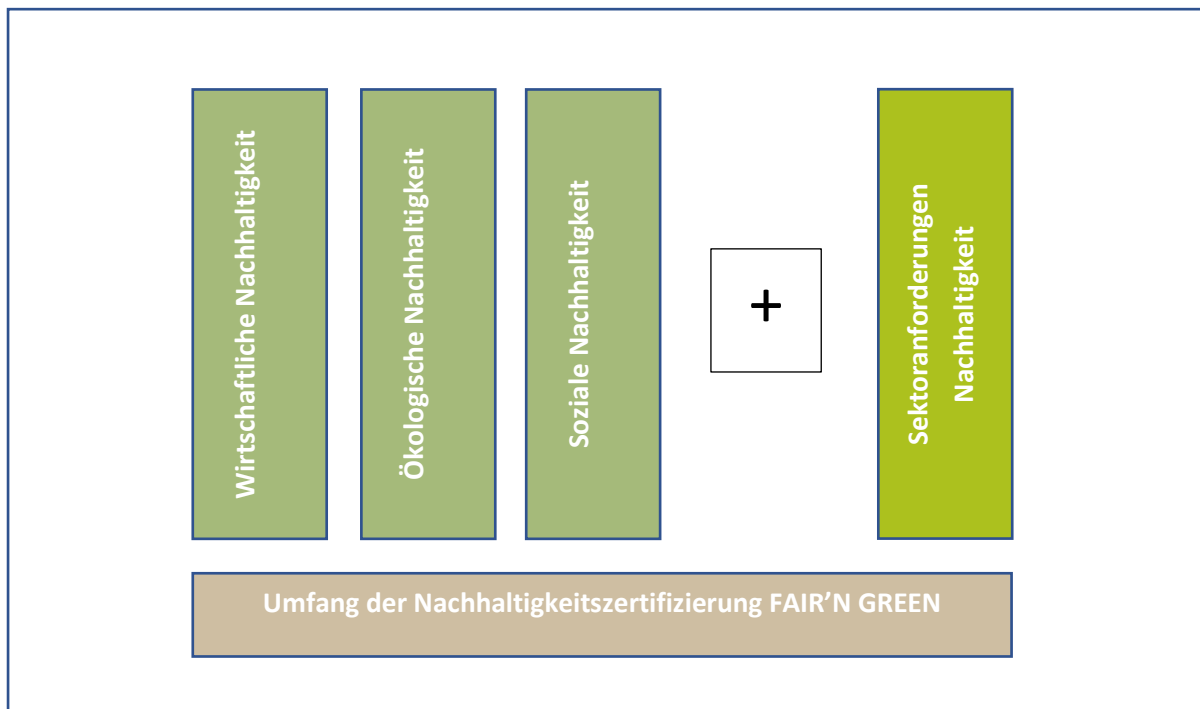 Wirtschaftliche Nachhaltigkeit
Ökologische Nachhaltigkeit
Soziale Nachhaltigkeit
+
Sektoranforderungen
Nachhaltigkeit
Umfang der Nachhaltigkeitszertifizierung FAIR’N GREEN